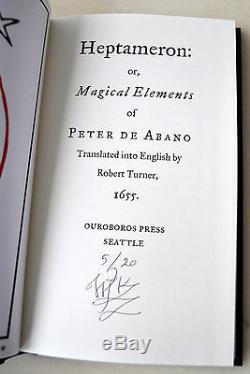 Heptameron:
or,
Magical Elements
of
PETER DE ABANO
Translated into English by
Robert Turner,
1655.
OUROBOROS PRESS
SEATTLE
5/20